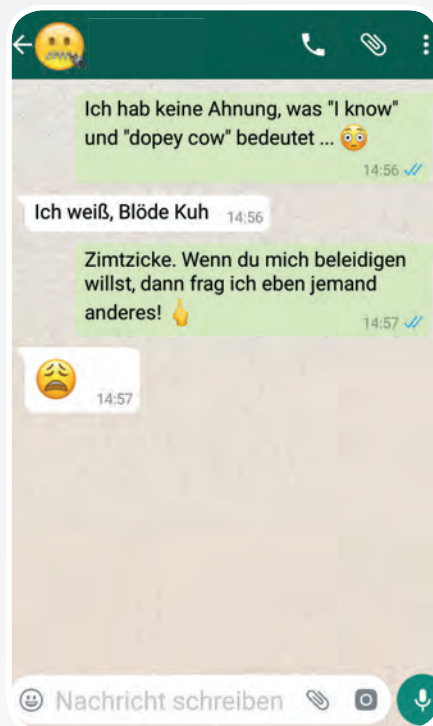 Ich hab keine Ahnung, was "I know"
und "dopey cow" bedeutet ... 😳
14:56
Ich weiß, Blöde Kuh 14:56
Zimtzicke. Wenn du mich beleidigen
willst, dann frag ich eben jemand
anderes! 🖕
14:57
😩
14:57
Nachricht schreiben